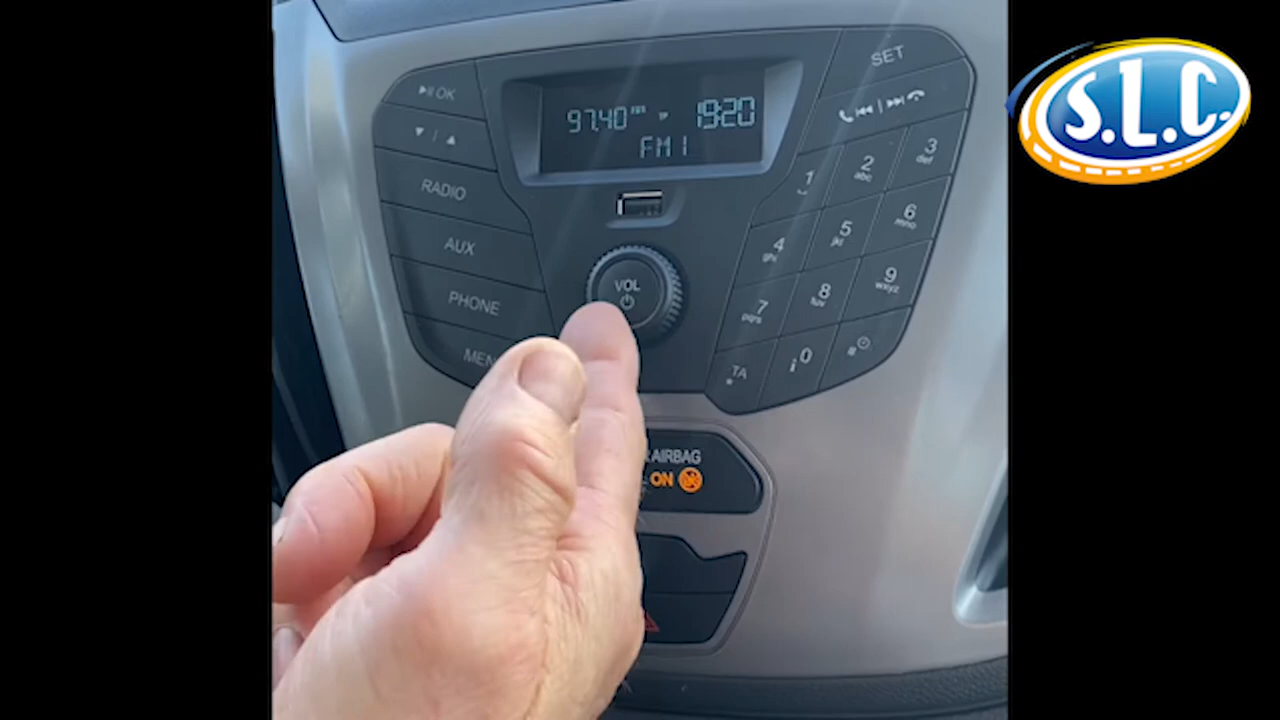 S.L.C.
SET
OK
97.40 19:20
FM1
RADIO
AUX
PHONE
MEN
VOL
1
2 abc
3 def
4 ghi
5 jkl
6 mno
7 pqrs
8 tuv
9 wxyz
TA
*
0
#
AIRBAG
ON